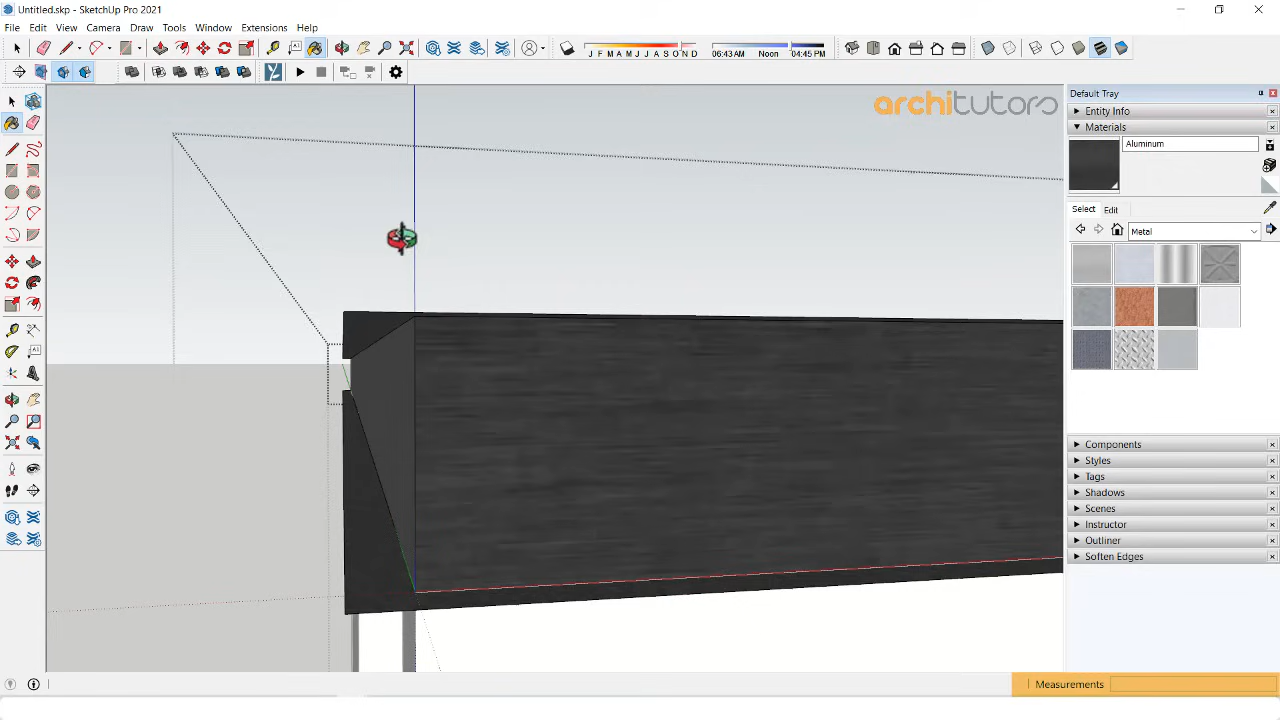 Untitled.skp - SketchUp Pro 2021
File Edit View Camera Draw Tools Window Extensions Help
J F M A M J J A S O N D
06:43 AM Noon 04:45 PM
architutors
Default Tray
Entity Info
Materials
Aluminum
Select Edit
Metal
Components
Styles
Tags
Shadows
Scenes
Instructor
Outliner
Soften Edges
Measurements